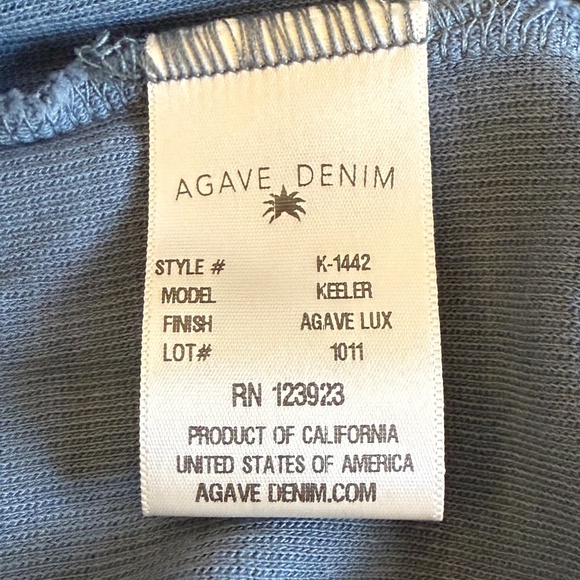 AGAVE DENIM
STYLE # K-1442
MODEL KEELER
FINISH AGAVE LUX
LOT# 1011
RN 123923
PRODUCT OF CALIFORNIA
UNITED STATES OF AMERICA
AGAVE DENIM.COM